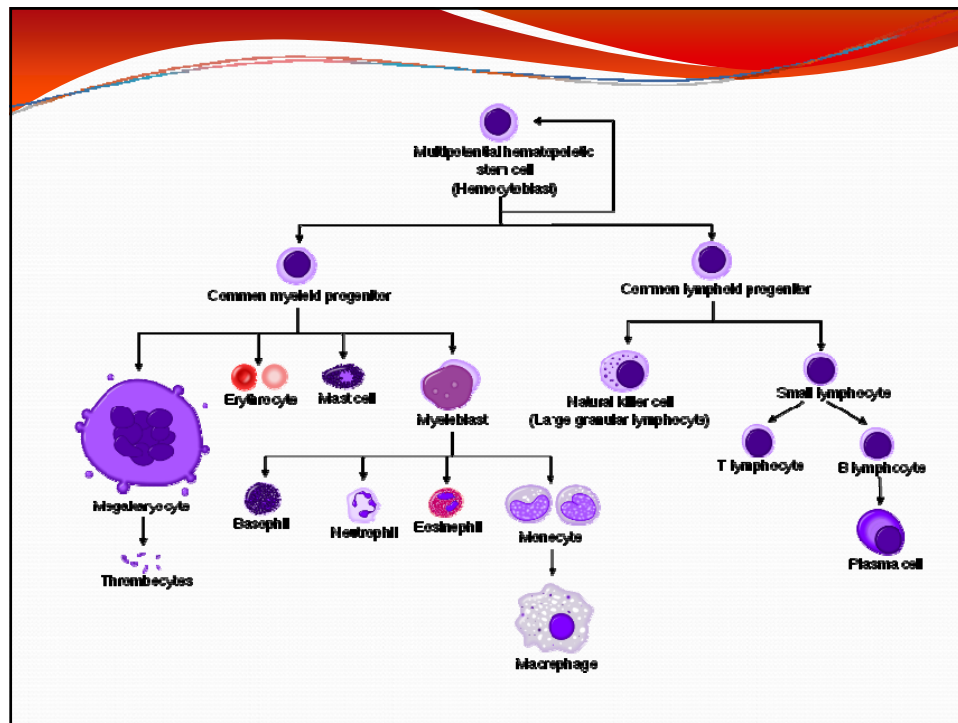 Multipotential hematopoietic
stem cell
(Hemocytoblast)
Common myeloid progenitor
Common lymphoid progenitor
Erythrocyte
Mast cell
Myeloblast
Natural killer cell
(Large granular lymphocyte)
Small lymphocyte
T lymphocyte
B lymphocyte
Megakaryocyte
Basophil
Neutrophil
Eosinophil
Monocyte
Plasma cell
Thrombocytes
Macrophage